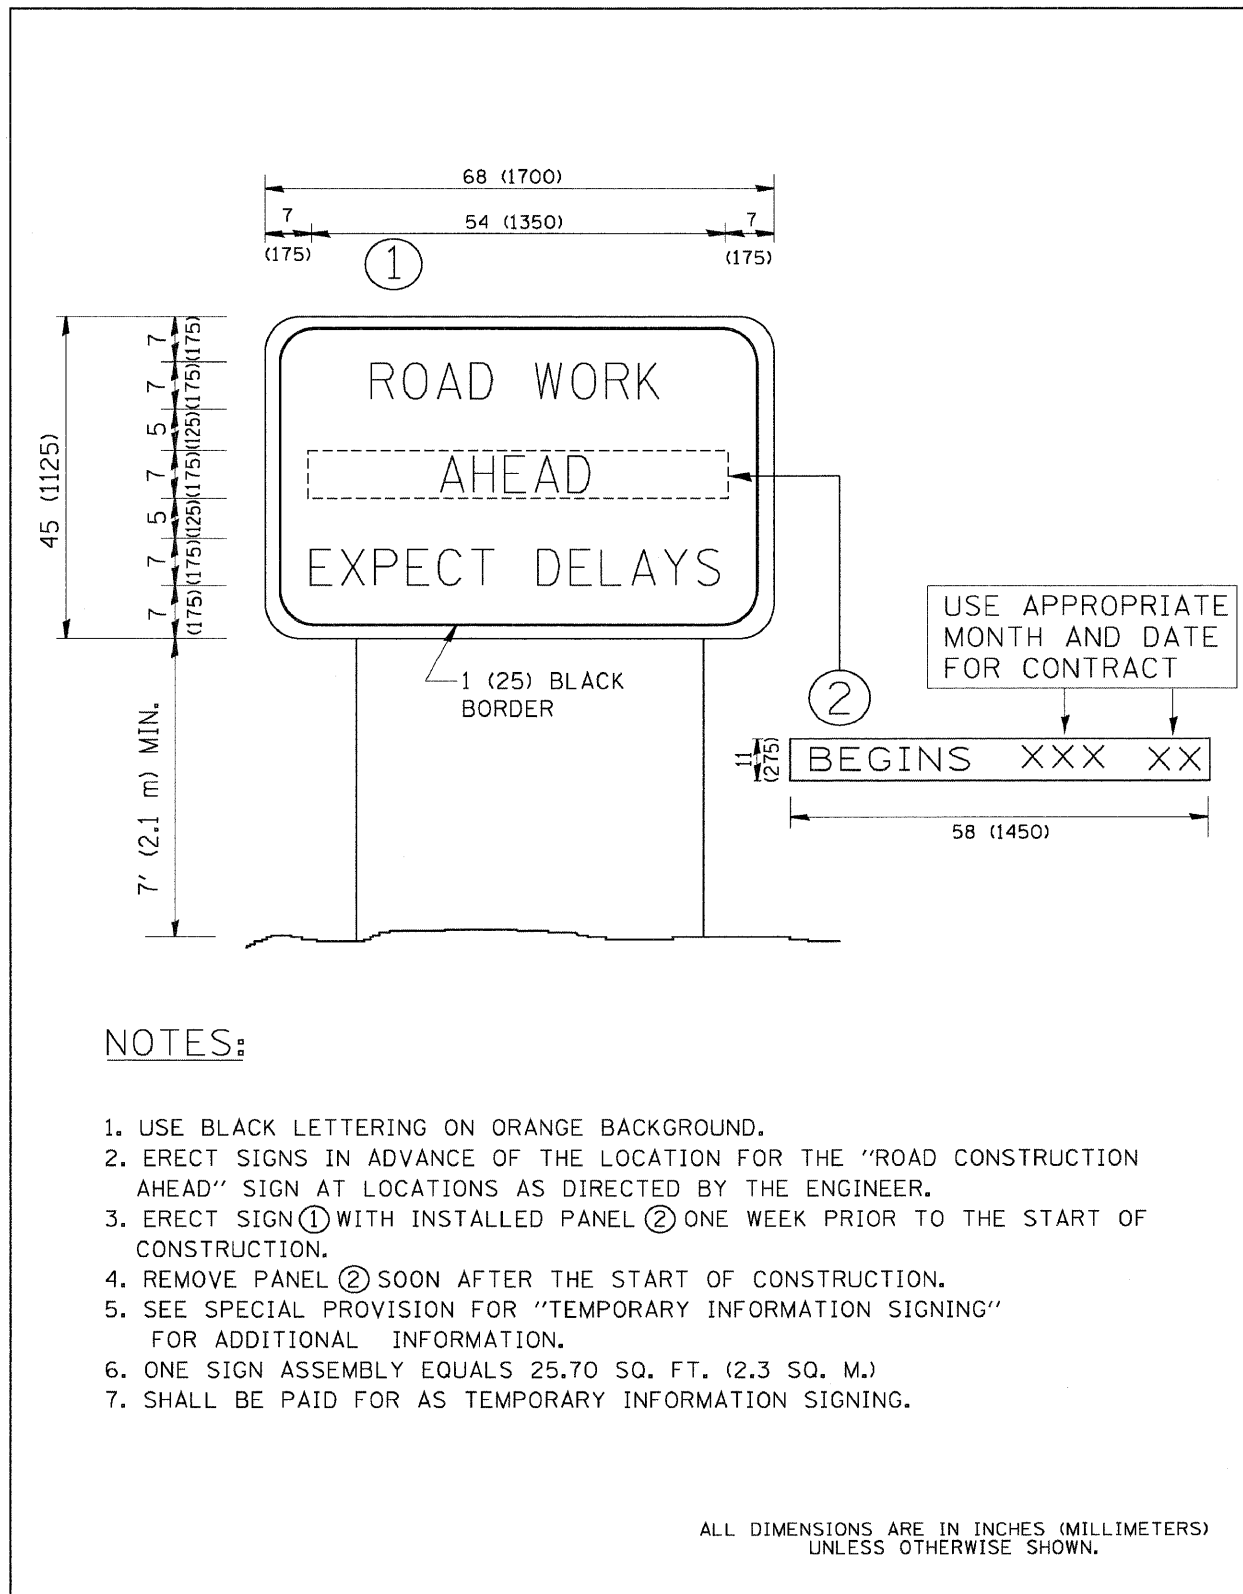 68 (1700)
7 54 (1350) 7
(175) (175)
1
45 (1125)
7 (175)
7 (175)
5 (125)
7 (175)
5 (125)
7 (175)
7 (175)
ROAD WORK
AHEAD
EXPECT DELAYS
1 (25) BLACK
BORDER
7' (2.1 m) MIN.
USE APPROPRIATE
MONTH AND DATE
FOR CONTRACT
2
11
(275)
BEGINS XXX XX
58 (1450)
NOTES:
1. USE BLACK LETTERING ON ORANGE BACKGROUND.
2. ERECT SIGNS IN ADVANCE OF THE LOCATION FOR THE "ROAD CONSTRUCTION
AHEAD" SIGN AT LOCATIONS AS DIRECTED BY THE ENGINEER.
3. ERECT SIGN 1 WITH INSTALLED PANEL 2 ONE WEEK PRIOR TO THE START OF
CONSTRUCTION.
4. REMOVE PANEL 2 SOON AFTER THE START OF CONSTRUCTION.
5. SEE SPECIAL PROVISION FOR "TEMPORARY INFORMATION SIGNING"
FOR ADDITIONAL INFORMATION.
6. ONE SIGN ASSEMBLY EQUALS 25.70 SQ. FT. (2.3 SQ. M.)
7. SHALL BE PAID FOR AS TEMPORARY INFORMATION SIGNING.
ALL DIMENSIONS ARE IN INCHES (MILLIMETERS)
UNLESS OTHERWISE SHOWN.